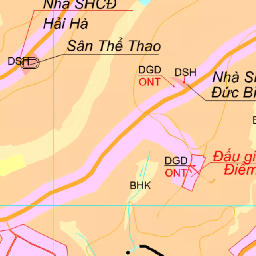 Nhà SHCĐ
Hải Hà
Sân Thể Thao
DSH
DGD
ONT
DSH
Nhà S
Đức Bì
DGD
ONT
Đấu gi
Điểm
BHK